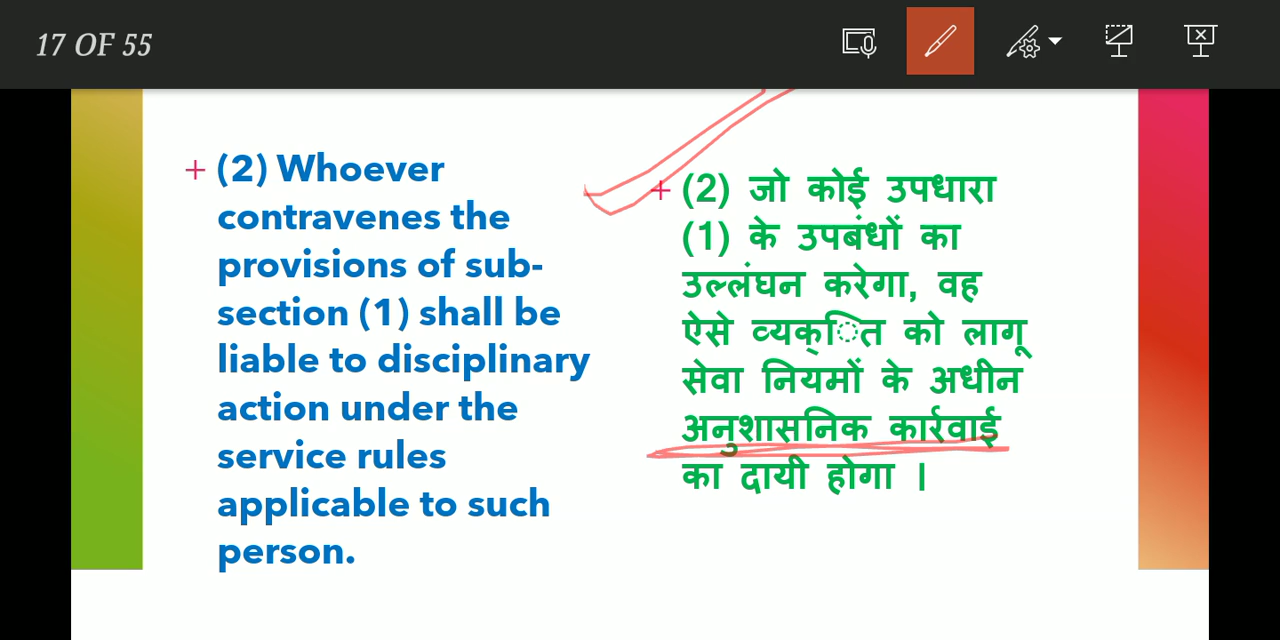 17 OF 55
+ (2) Whoever
contravenes the
provisions of sub-
section (1) shall be
liable to disciplinary
action under the
service rules
applicable to such
person.
+ (2) जो कोई उपधारा
(1) के उपबंधों का
उल्लंघन करेगा, वह
ऐसे व्यक्ित को लागू
सेवा नियमों के अधीन
अनुशासनिक कार्रवाई
का दायी होगा ।